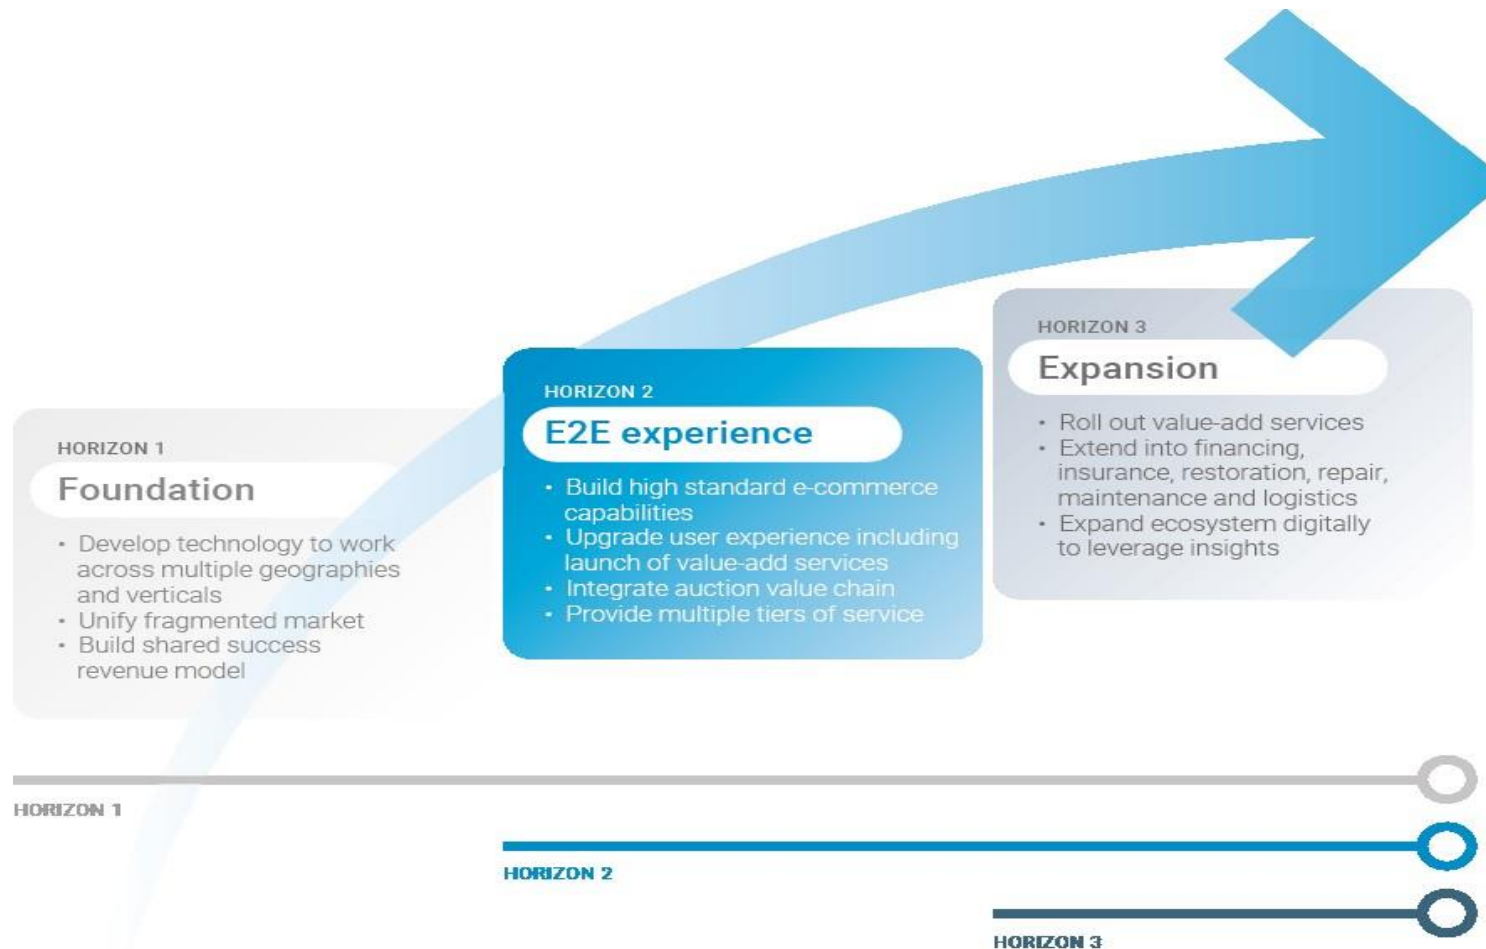 HORIZON 1
Foundation
• Develop technology to work
across multiple geographies
and verticals
• Unify fragmented market
• Build shared success
revenue model
HORIZON 2
E2E experience
• Build high standard e-commerce
capabilities
• Upgrade user experience including
launch of value-add services
• Integrate auction value chain
• Provide multiple tiers of service
HORIZON 3
Expansion
• Roll out value-add services
• Extend into financing,
insurance, restoration, repair,
maintenance and logistics
• Expand ecosystem digitally
to leverage insights
HORIZON 1
HORIZON 2
HORIZON 3